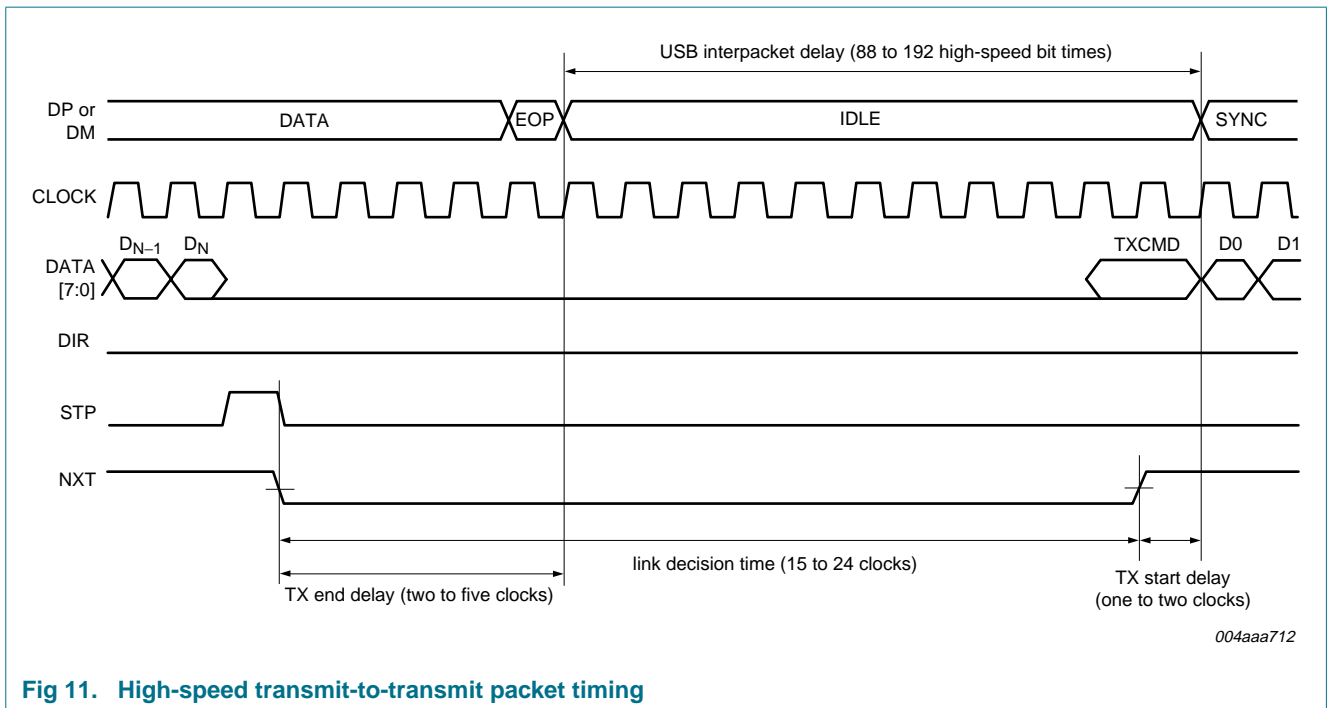 USB interpacket delay (88 to 192 high-speed bit times)
DP or
DM
DATA
EOP
IDLE
SYNC
CLOCK
DN–1
DN
TXCMD
D0
D1
DATA
[7:0]
DIR
STP
NXT
link decision time (15 to 24 clocks)
TX end delay (two to five clocks)
TX start delay
(one to two clocks)
004aaa712
Fig 11. High-speed transmit-to-transmit packet timing